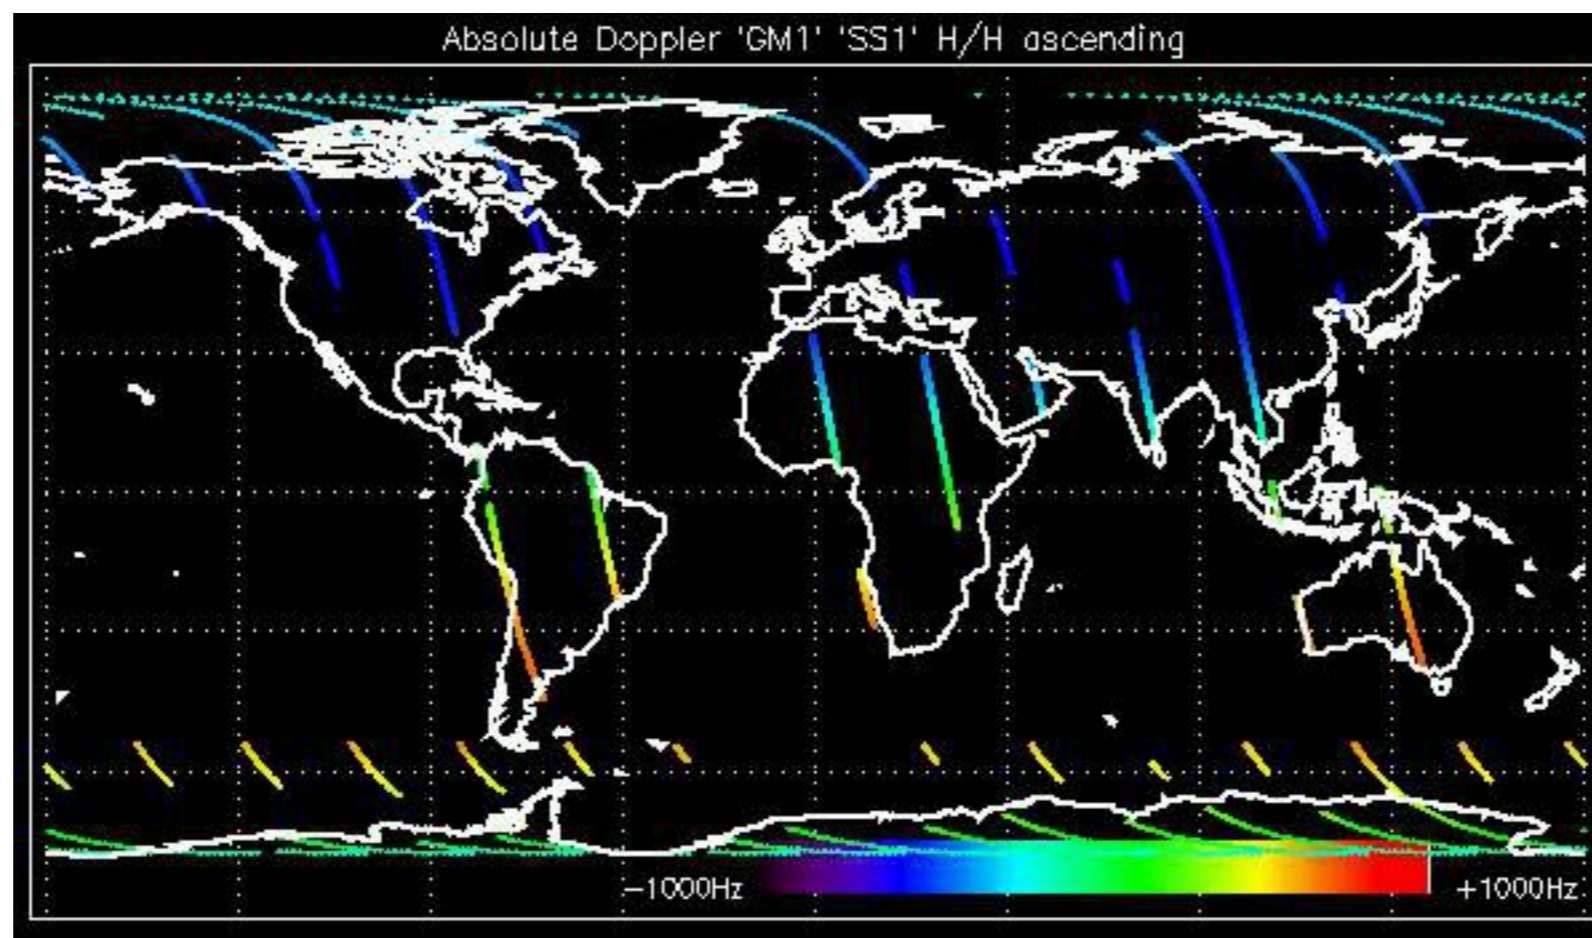 Absolute Doppler 'GM1' 'SS1' H/H ascending
-1000Hz
+1000Hz